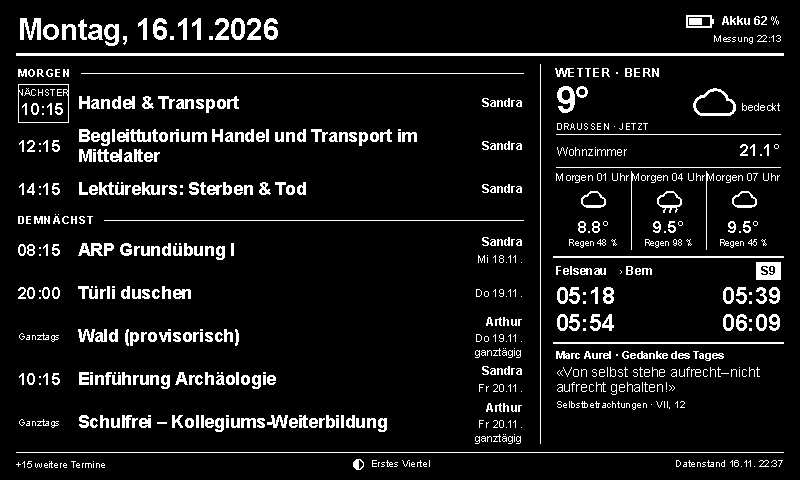 Montag, 16.11.2026
Akku 62 %
Messung 22:13
MORGEN
NÄCHSTER
10:15 Handel & Transport Sandra
12:15 Begleittutorium Handel und Transport im
Mittelalter Sandra
14:15 Lektürekurs: Sterben & Tod Sandra
DEMNÄCHST
08:15 ARP Grundübung I Sandra
Mi 18.11.
20:00 Türli duschen Do 19.11.
Ganztags Wald (provisorisch) Arthur
Do 19.11.
ganztägig
10:15 Einführung Archäologie Sandra
Fr 20.11.
Ganztags Schulfrei – Kollegiums-Weiterbildung Arthur
Fr 20.11.
ganztägig
WETTER · BERN
9° bedeckt
DRAUSSEN · JETZT
Wohnzimmer 21.1°
Morgen 01 Uhr Morgen 04 Uhr Morgen 07 Uhr
8.8° 9.5° 9.5°
Regen 48 % Regen 98 % Regen 45 %
Felsenau › Bern S9
05:18 05:39
05:54 06:09
Marc Aurel · Gedanke des Tages
«Von selbst stehe aufrecht–nicht
aufrecht gehalten!»
Selbstbetrachtungen · VII, 12
+15 weitere Termine
Erstes Viertel
Datenstand 16.11. 22:37